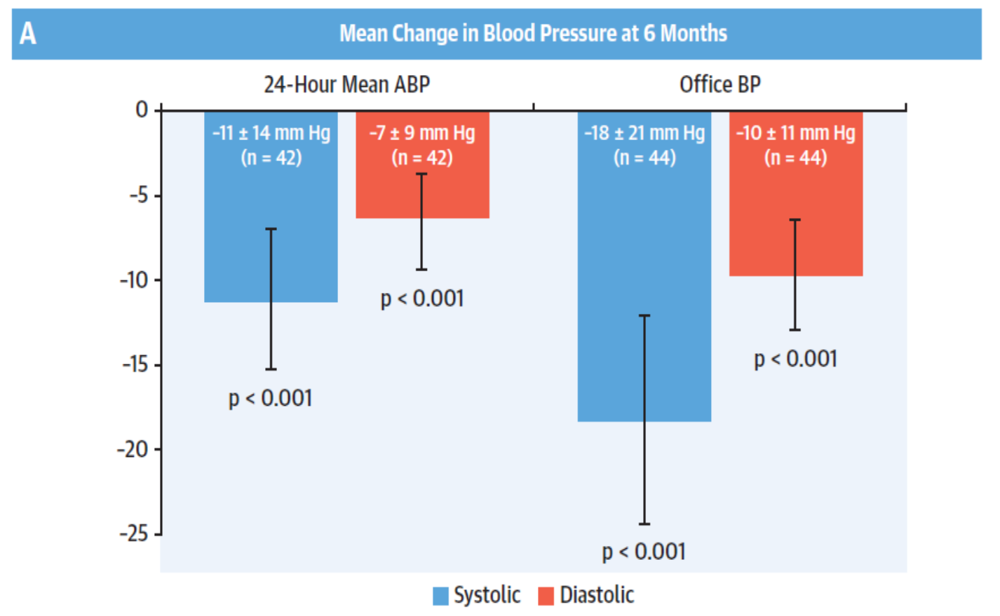 A
Mean Change in Blood Pressure at 6 Months
24-Hour Mean ABP
Office BP
0
–5
–10
–15
–20
–25
–11 ± 14 mm Hg
(n = 42)
–7 ± 9 mm Hg
(n = 42)
–18 ± 21 mm Hg
(n = 44)
–10 ± 11 mm Hg
(n = 44)
p < 0.001
p < 0.001
p < 0.001
p < 0.001
Systolic
Diastolic